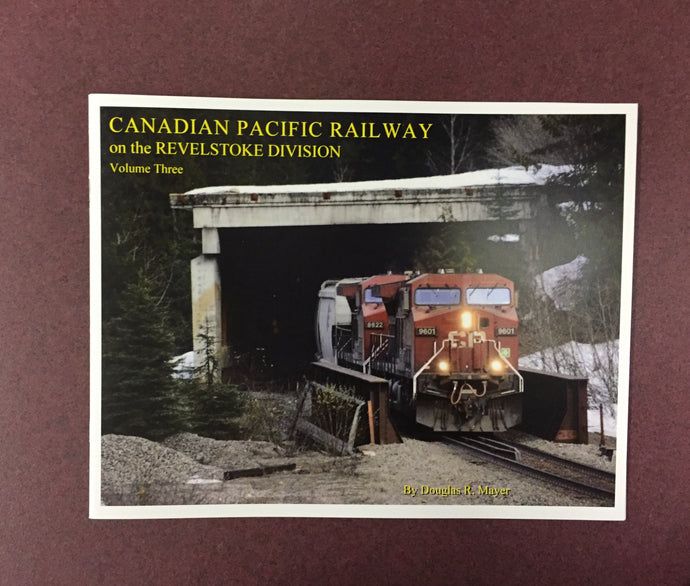 CANADIAN PACIFIC RAILWAY
on the REVELSTOKE DIVISION
Volume Three
8622
9601
9601
CP
By Douglas R. Mayer